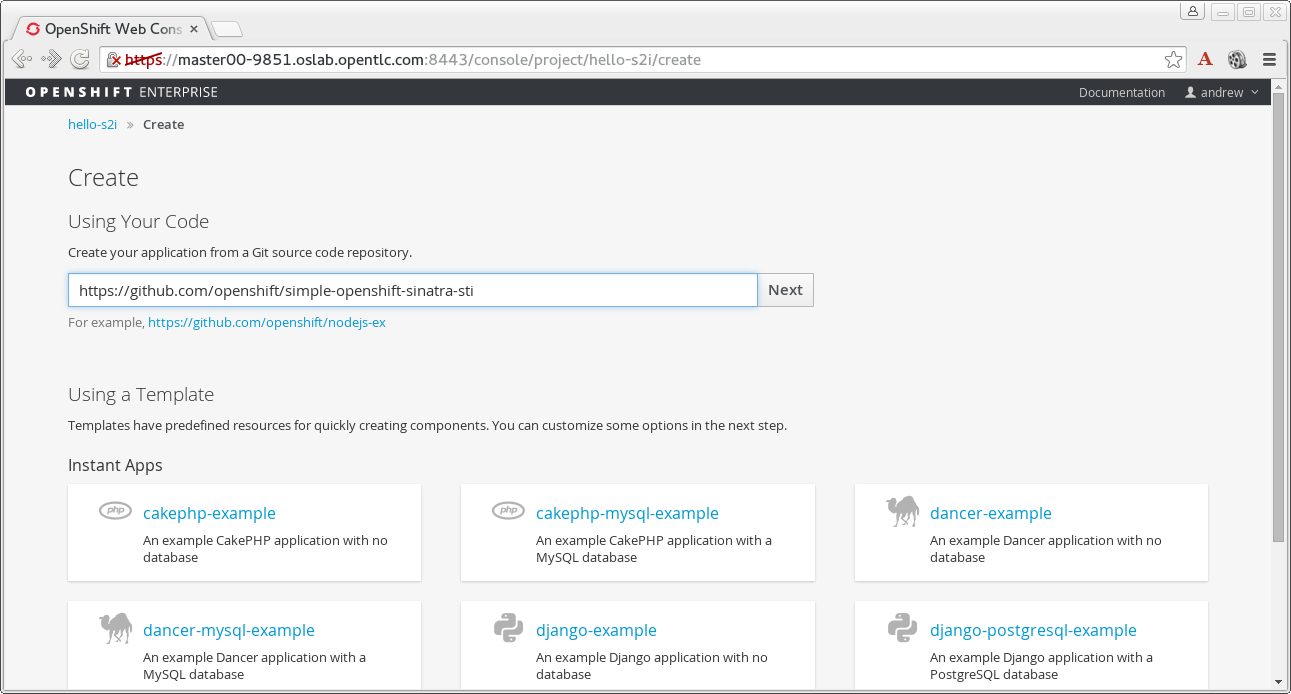 OpenShift Web Cons
https://master00-9851.oslab.opentlc.com:8443/console/project/hello-s2i/create
A
OPENSHIFT ENTERPRISE
Documentation
andrew
hello-s2i » Create
Create
Using Your Code
Create your application from a Git source code repository.
https://github.com/openshift/simple-openshift-sinatra-sti
Next
For example, https://github.com/openshift/nodejs-ex
Using a Template
Templates have predefined resources for quickly creating components. You can customize some options in the next step.
Instant Apps
php
cakephp-example
An example CakePHP application with no
database
php
cakephp-mysql-example
An example CakePHP application with a
MySQL database
dancer-example
An example Dancer application with no
database
dancer-mysql-example
An example Dancer application with a
MySQL database
django-example
An example Django application with no
database
django-postgresql-example
An example Django application with a
PostgreSQL database